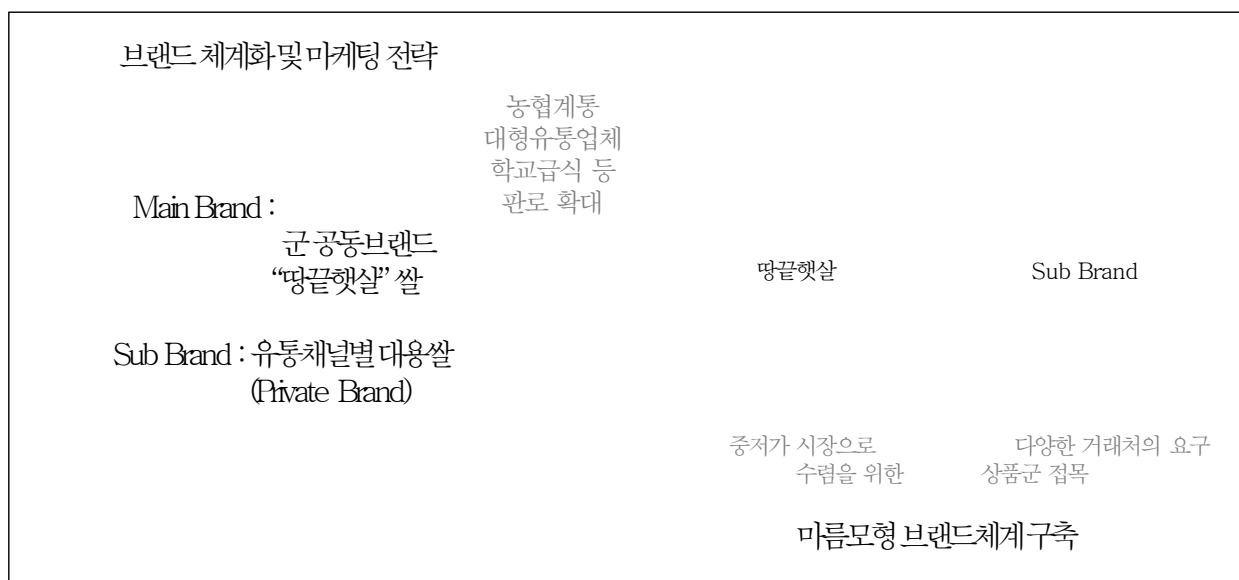 브랜드 체계화 및 마케팅 전략
농협계통
대형유통업체
학교급식 등
판로 확대
Main Brand :
군 공동브랜드
“땅끝햇살” 쌀
Sub Brand : 유통채널별 대용쌀
(Private Brand)
땅끝햇살 Sub Brand
중저가 시장으로 다양한 거래처의 요구
수렴을 위한 상품군 접목
마름모형 브랜드체계 구축